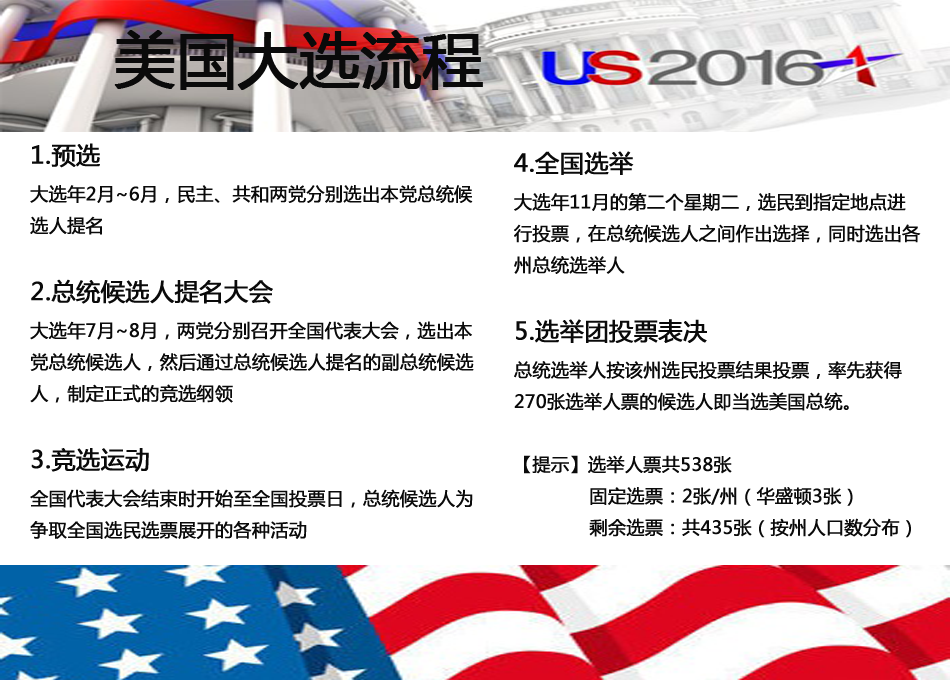 美国大选流程
US2016
1.预选
大选年2月~6月，民主、共和两党分别选出本党总统候
选人提名
2.总统候选人提名大会
大选年7月~8月，两党分别召开全国代表大会，选出本
党总统候选人，然后通过总统候选人提名的副总统候选
人，制定正式的竞选纲领
3.竞选运动
全国代表大会结束时开始至全国投票日，总统候选人为
争取全国选民选票展开的各种活动
4.全国选举
大选年11月的第二个星期二，选民到指定地点进
行投票，在总统候选人之间作出选择，同时选出各
州总统选举人
5.选举团投票表决
总统选举人按该州选民投票结果投票，率先获得
270张选举人票的候选人即当选美国总统。
【提示】选举人票共538张
固定选票：2张/州（华盛顿3张）
剩余选票：共435张（按州人口数分布）